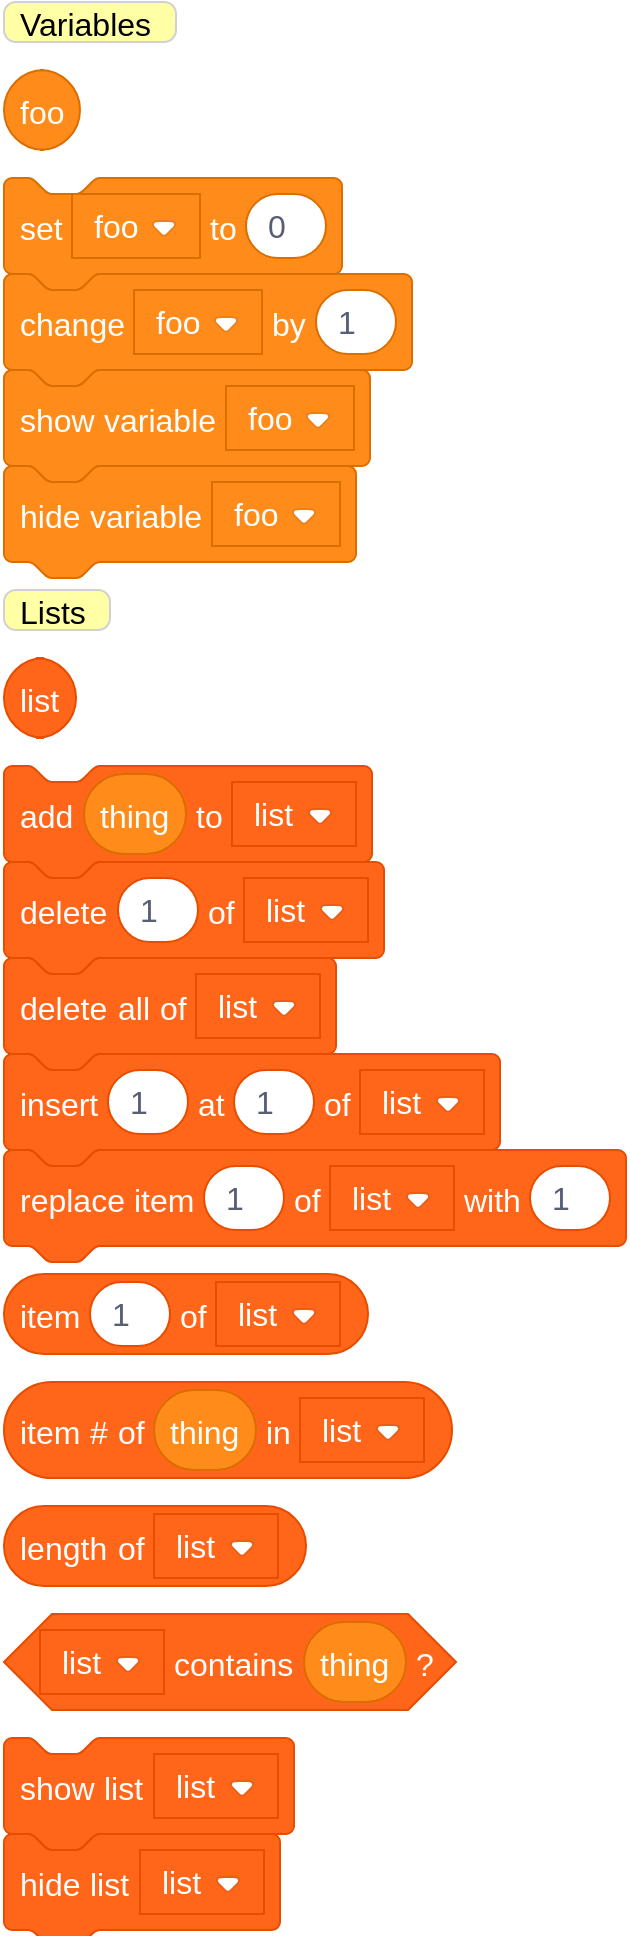 Variables
foo
set foo to 0
change foo by 1
show variable foo
hide variable foo
Lists
list
add thing to list
delete 1 of list
delete all of list
insert 1 at 1 of list
replace item 1 of list with 1
item 1 of list
item # of thing in list
length of list
list contains thing ?
show list list
hide list list